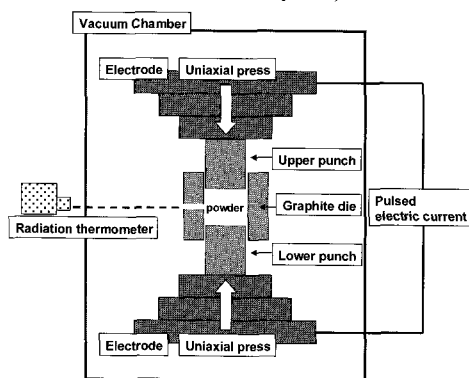 Vacuum Chamber
Electrode
Uniaxial press
Upper punch
powder
Graphite die
Pulsed
electric current
Radiation thermometer
Lower punch
Electrode
Uniaxial press